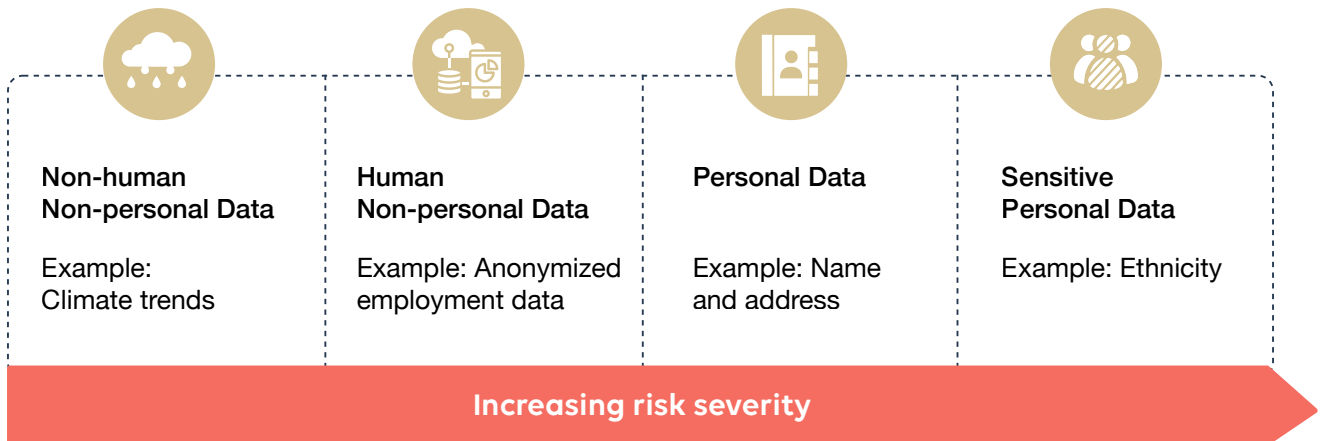 Non-human
Non-personal Data
Example:
Climate trends
Human
Non-personal Data
Example: Anonymized
employment data
Personal Data
Example: Name
and address
Sensitive
Personal Data
Example: Ethnicity
Increasing risk severity